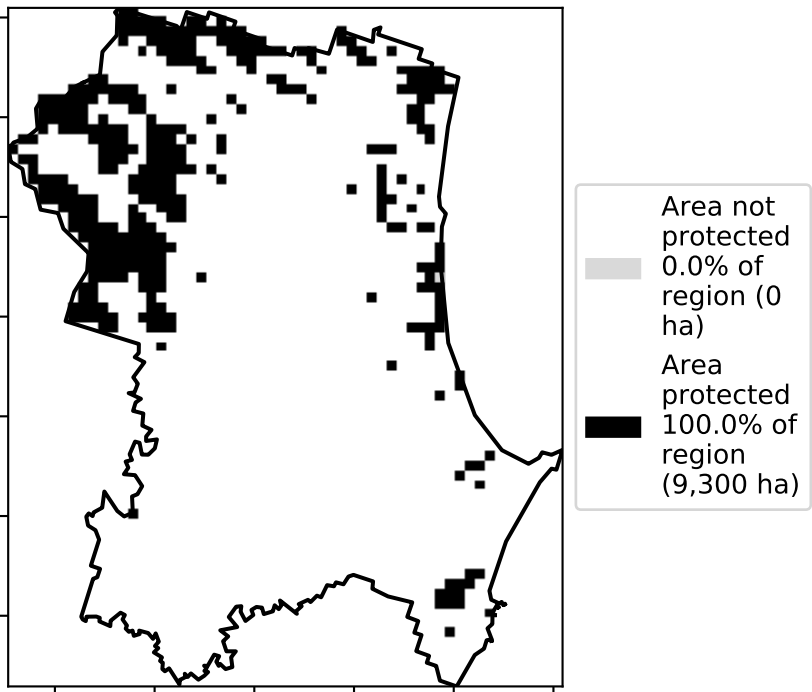 Area not
protected
0.0% of
region (0
ha)
Area
protected
100.0% of
region
(9,300 ha)